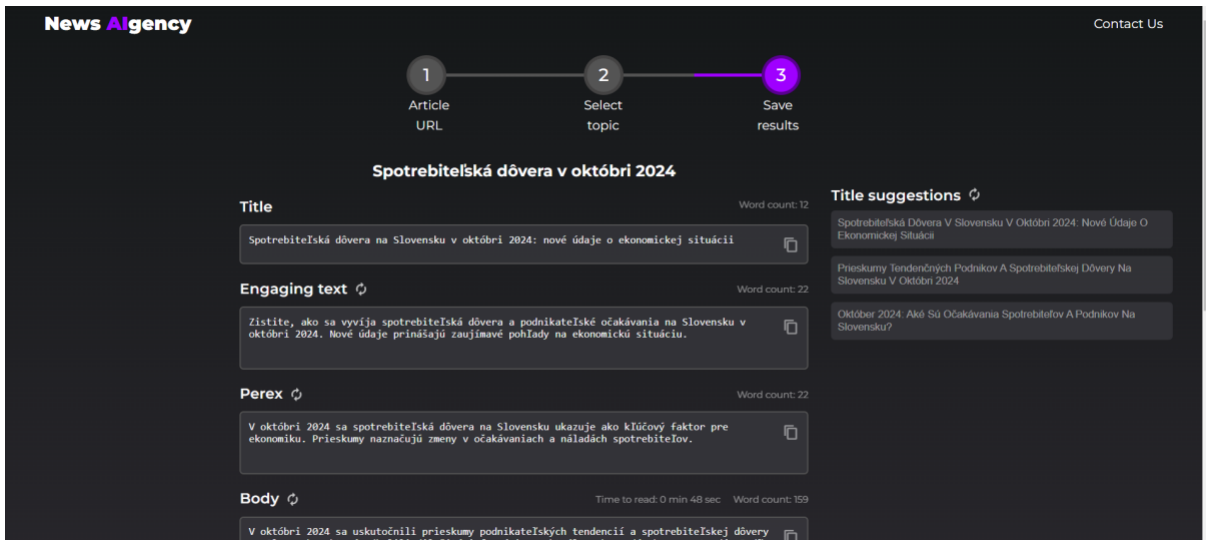 News AIgency
Contact Us
1
2
3
Article
URL
Select
topic
Save
results
Spotrebiteľská dôvera v októbri 2024
Title
Word count: 12
Spotrebiteľská dôvera na Slovensku v októbri 2024: nové údaje o ekonomickej situácii
Engaging text
Word count: 22
Zistite, ako sa vyvíja spotrebiteľská dôvera a podnikateľské očakávania na Slovensku v
október 2024. Nové údaje prinášajú zaujímavé pohľady na ekonomickú situáciu.
Perex
Word count: 22
V októbri 2024 sa spotrebiteľská dôvera na Slovensku ukazuje ako kľúčový faktor pre
ekonomiku. Prieskumy naznačujú zmeny v očakávaniach a náladách spotrebiteľov.
Body
Time to read: 0 min 48 sec
Word count: 159
V októbri 2024 sa uskutočnili prieskumy podnikateľských tendencií a spotrebiteľskej dôvery
Title suggestions
Spotrebiteľská Dôvera V Slovensku V Októbri 2024: Nové Údaje O
Ekonomickej Situácii
Prieskumy Tendenčných Podnikov A Spotrebiteľskej Dôvery Na
Slovensku V Októbri 2024
Október 2024: Aké Sú Očakávania Spotrebiteľov A Podnikov Na
Slovensku?